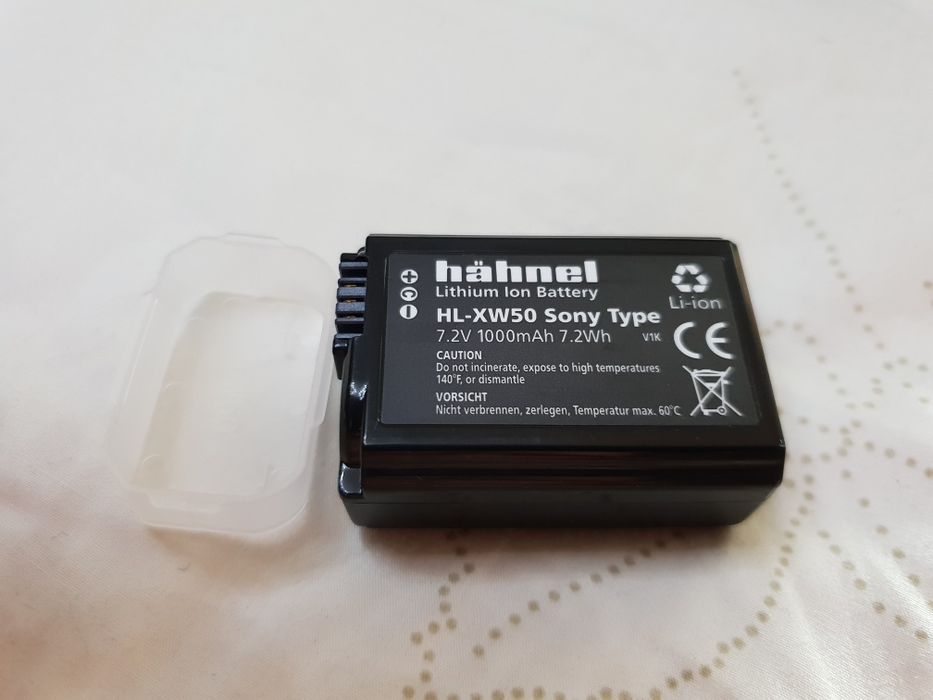 hähnel
Lithium Ion Battery
HL-XW50 Sony Type
7.2V 1000mAh 7.2Wh V1K
CAUTION
Do not incinerate, expose to high temperatures
140°F, or dismantle
VORSICHT
Nicht verbrennen, zerlegen, Temperatur max. 60°C
Li-ion
CE